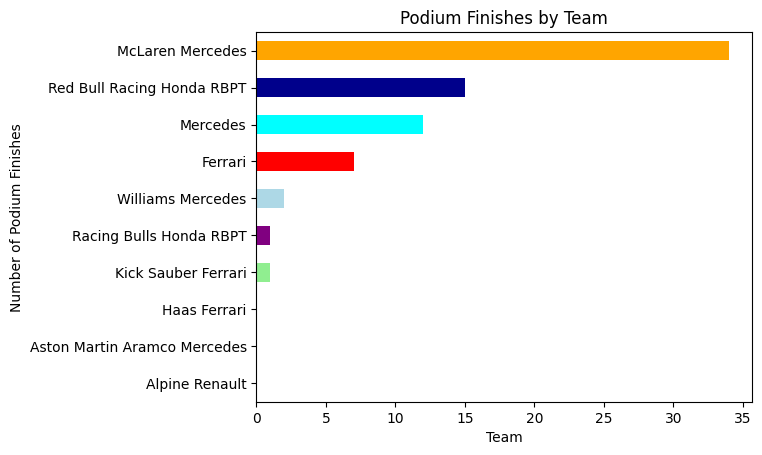 Podium Finishes by Team
Number of Podium Finishes
McLaren Mercedes
Red Bull Racing Honda RBPT
Mercedes
Ferrari
Williams Mercedes
Racing Bulls Honda RBPT
Kick Sauber Ferrari
Haas Ferrari
Aston Martin Aramco Mercedes
Alpine Renault
0 5 10 15 20 25 30 35
Team